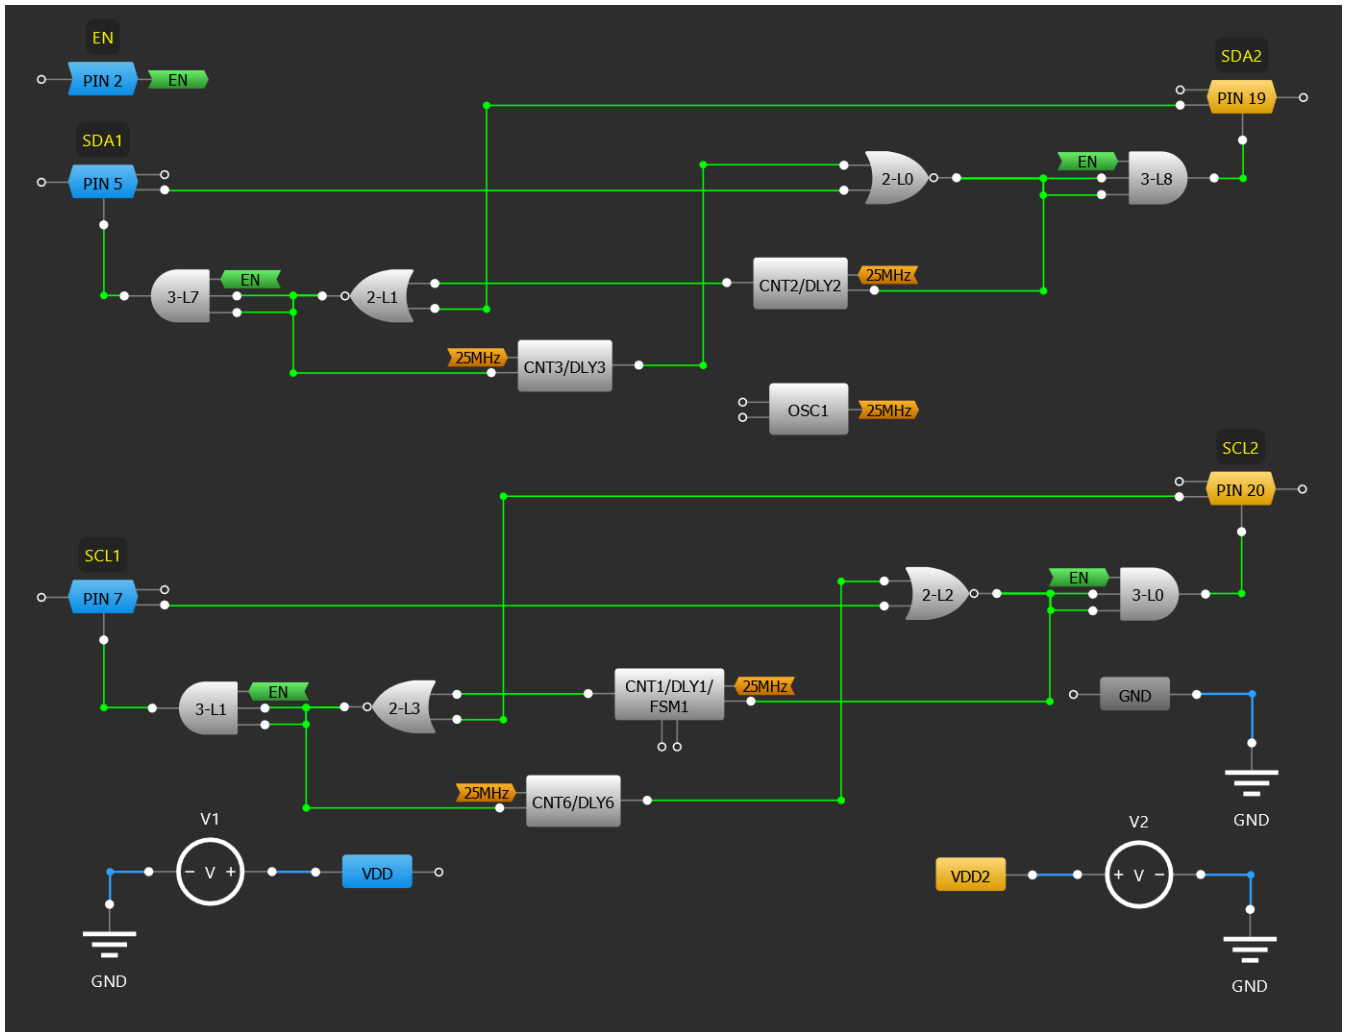 EN
PIN 2
EN
SDA2
PIN 19
SDA1
PIN 5
2-L0
EN
3-L8
EN
3-L7
2-L1
CNT2/DLY2
25MHz
25MHz
CNT3/DLY3
OSC1
25MHz
SCL2
PIN 20
SCL1
PIN 7
2-L2
EN
3-L0
EN
3-L1
2-L3
CNT1/DLY1/
FSM1
25MHz
GND
25MHz
CNT6/DLY6
GND
V1
- V +
VDD
GND
V2
VDD2
+ V -
GND